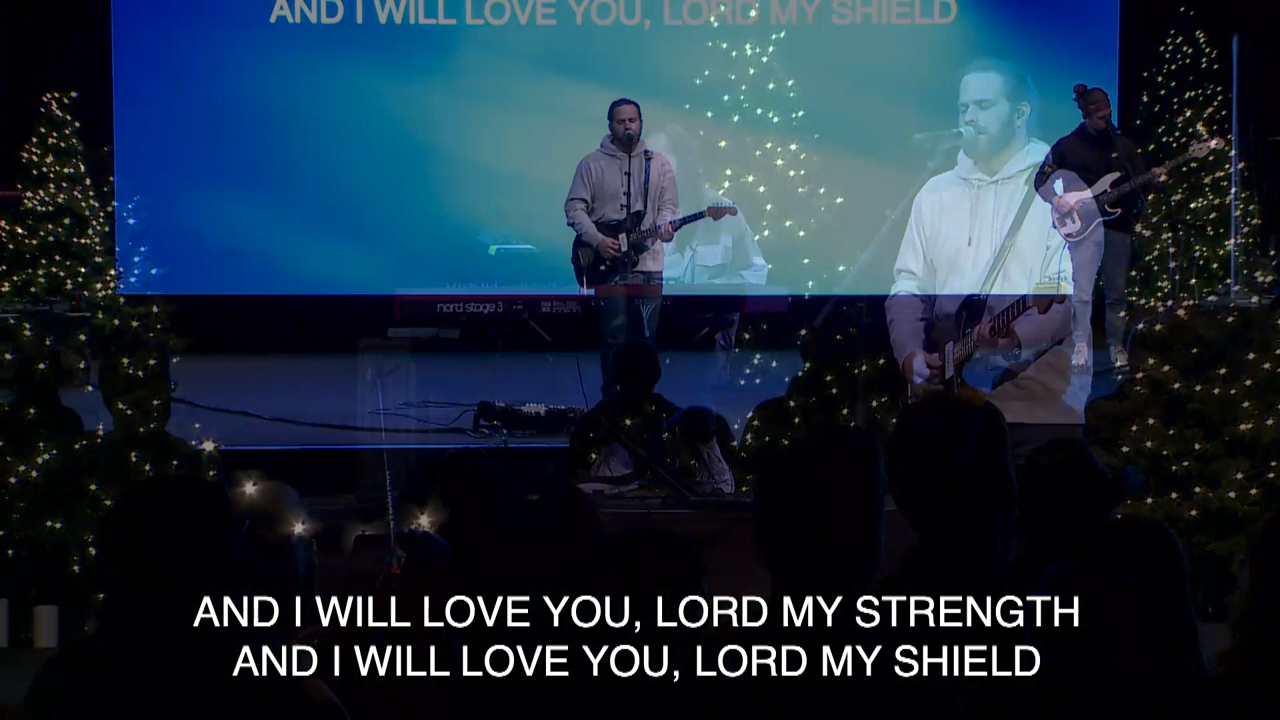 AND I WILL LOVE YOU, LORD MY SHIELD
nord stage 3
AND I WILL LOVE YOU, LORD MY STRENGTH
AND I WILL LOVE YOU, LORD MY SHIELD